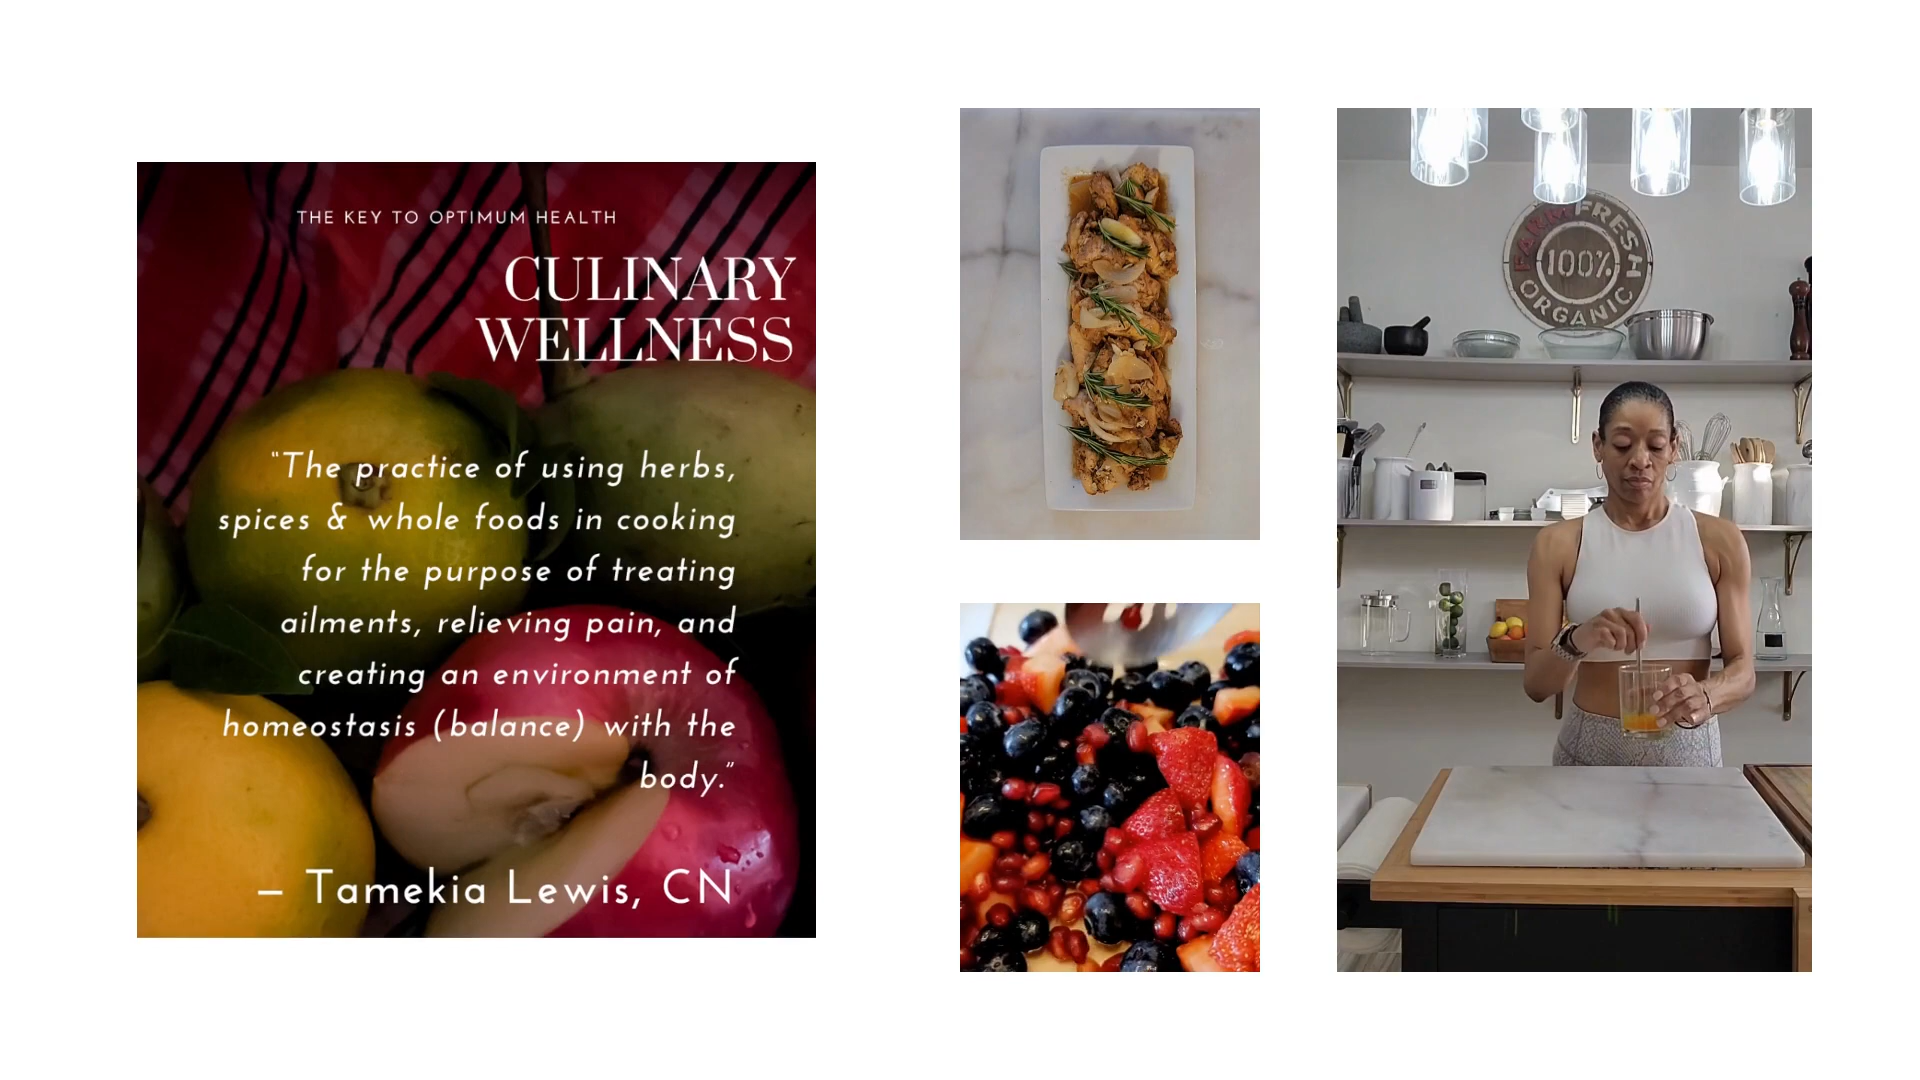 THE KEY TO OPTIMUM HEALTH
CULINARY
WELLNESS
“The practice of using herbs,
spices & whole foods in cooking
for the purpose of treating
ailments, relieving pain, and
creating an environment of
homeostasis (balance) with the
body.”
– Tamekia Lewis, CN
FARM FRESH
100%
ORGANIC